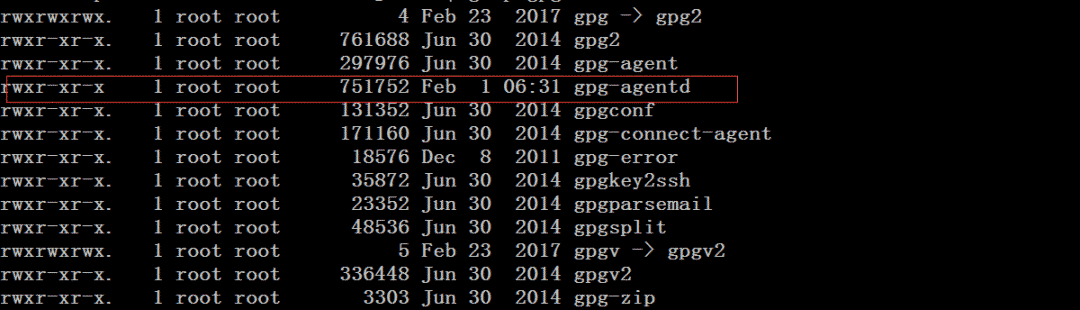 rwxrwxrwx. 1 root root 4 Feb 23 2017 gpg -> gpg2
rwxr-xr-x. 1 root root 761688 Jun 30 2014 gpg2
rwxr-xr-x. 1 root root 297976 Jun 30 2014 gpg-agent
rwxr-xr-x 1 root root 751752 Feb 1 06:31 gpg-agentd
rwxr-xr-x. 1 root root 131352 Jun 30 2014 gpgconf
rwxr-xr-x. 1 root root 171160 Jun 30 2014 gpg-connect-agent
rwxr-xr-x. 1 root root 18576 Dec 8 2011 gpg-error
rwxr-xr-x. 1 root root 35872 Jun 30 2014 gpgkey2ssh
rwxr-xr-x. 1 root root 23352 Jun 30 2014 gpgparsemail
rwxr-xr-x. 1 root root 48536 Jun 30 2014 gpgsplit
rwxrwxrwx. 1 root root 5 Feb 23 2017 gpgv -> gpgv2
rwxr-xr-x. 1 root root 336448 Jun 30 2014 gpgv2
rwxr-xr-x. 1 root root 3303 Jun 30 2014 gpg-zip